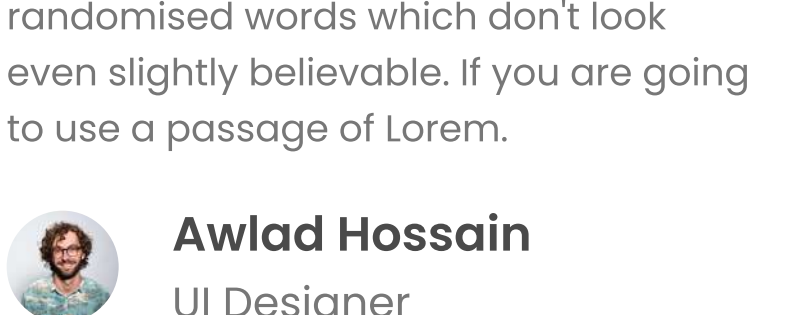 randomised words which don't look
even slightly believable. If you are going
to use a passage of Lorem.
Awlad Hossain
UI Designer